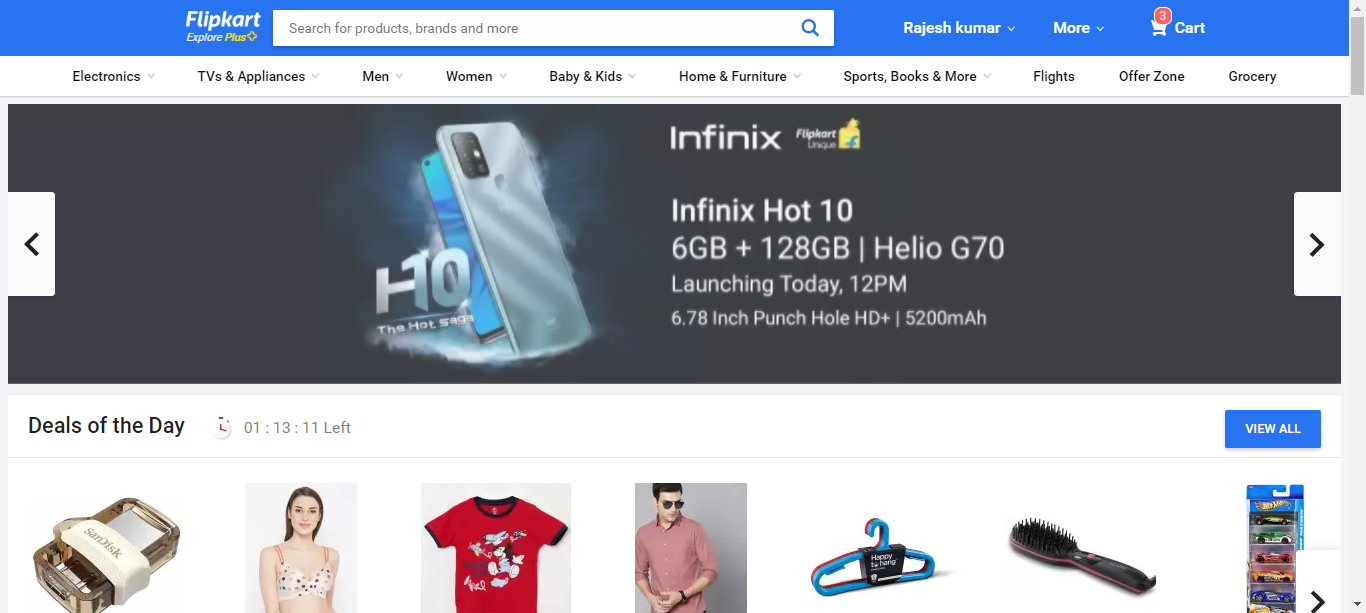 Flipkart
Explore Plus
Search for products, brands and more
Rajesh kumar
More
3
Cart
Electronics
TVs & Appliances
Men
Women
Baby & Kids
Home & Furniture
Sports, Books & More
Flights
Offer Zone
Grocery
Infinix
Flipkart
Unique
Infinix Hot 10
6GB + 128GB | Helio G70
Launching Today, 12PM
6.78 Inch Punch Hole HD+ | 5200mAh
H10
The Hot saga
Deals of the Day
01 : 13 : 11 Left
VIEW ALL
SanDisk
Happy
to hang
Hot Wheels